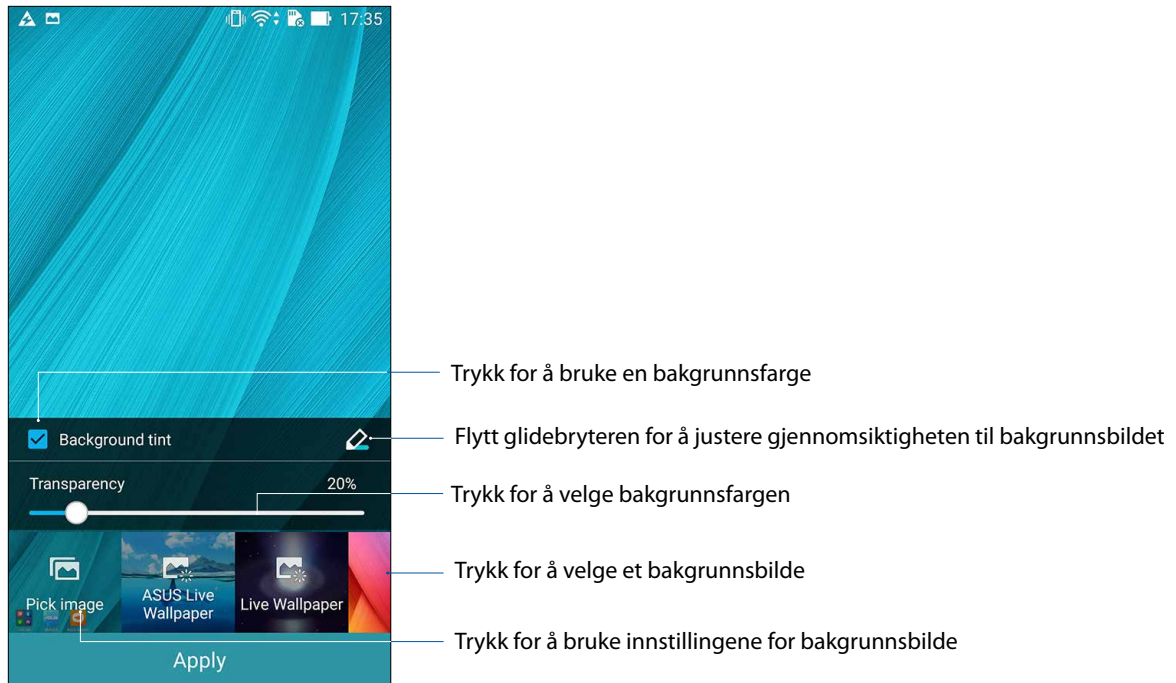 17:35
Trykk for å bruke en bakgrunnsfarge
Background tint
Flytt glidebryteren for å justere gjennomsiktigheten til bakgrunnsbildet
Transparency 20%
Trykk for å velge bakgrunnsfargen
Pick image
ASUS Live
Wallpaper
Live Wallpaper
Trykk for å velge et bakgrunnsbilde
Trykk for å bruke innstillingene for bakgrunnsbilde
Apply